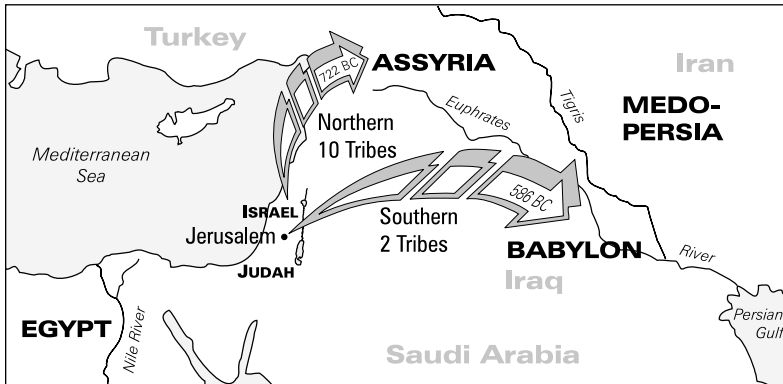 Turkey
722 BC
ASSYRIA
Iran
Tigris
Euphrates
MEDO-
PERSIA
Northern
10 Tribes
Mediterranean
Sea
586 BC
ISRAEL
Southern
2 Tribes
Jerusalem
BABYLON
River
JUDAH
Iraq
EGYPT
Nile River
Persian
Gulf
Saudi Arabia